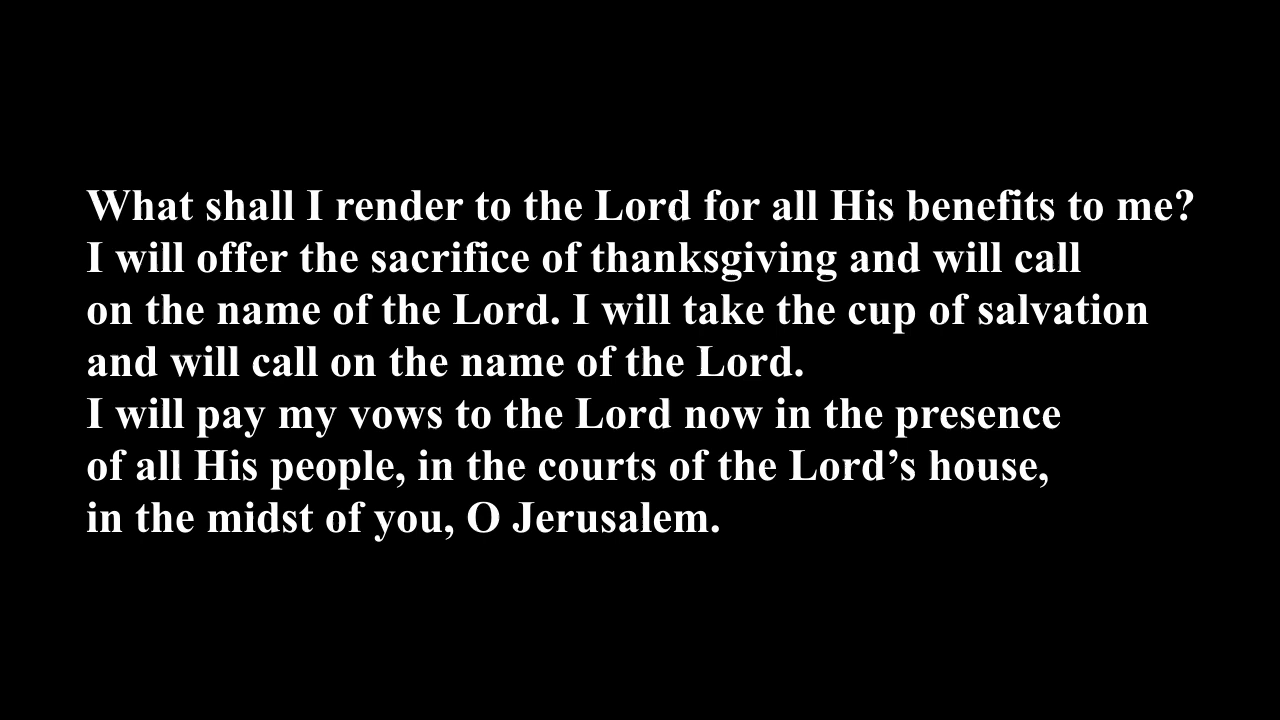 What shall I render to the Lord for all His benefits to me?
I will offer the sacrifice of thanksgiving and will call
on the name of the Lord. I will take the cup of salvation
and will call on the name of the Lord.
I will pay my vows to the Lord now in the presence
of all His people, in the courts of the Lord’s house,
in the midst of you, O Jerusalem.